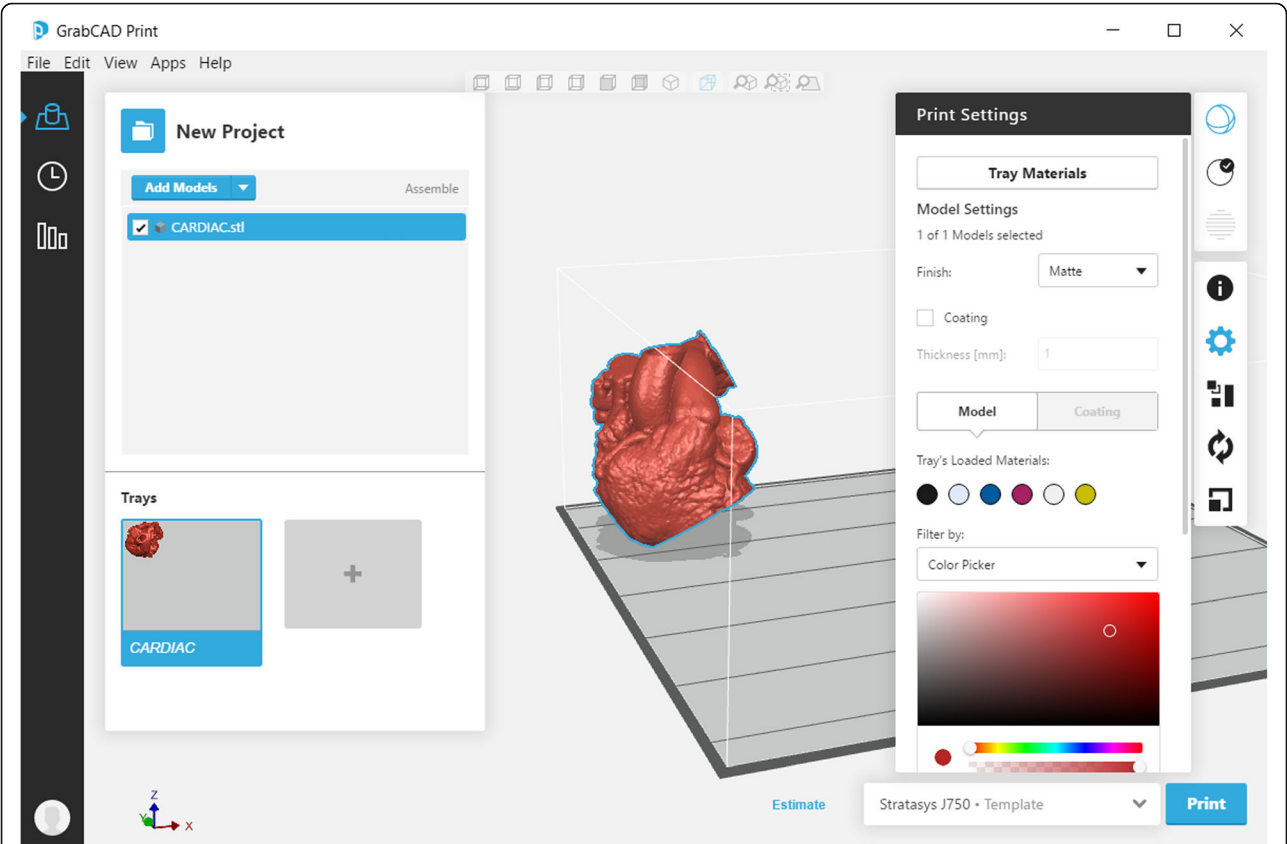 GrabCAD Print
File Edit View Apps Help
New Project
Add Models
Assemble
CARDIAC.stl
Trays
CARDIAC
Z
Y
X
Print Settings
Tray Materials
Model Settings
1 of 1 Models selected
Finish:
Matte
Coating
Thickness [mm]:
1
Model
Coating
Tray's Loaded Materials:
Filter by:
Color Picker
Estimate
Stratasys J750 • Template
Print